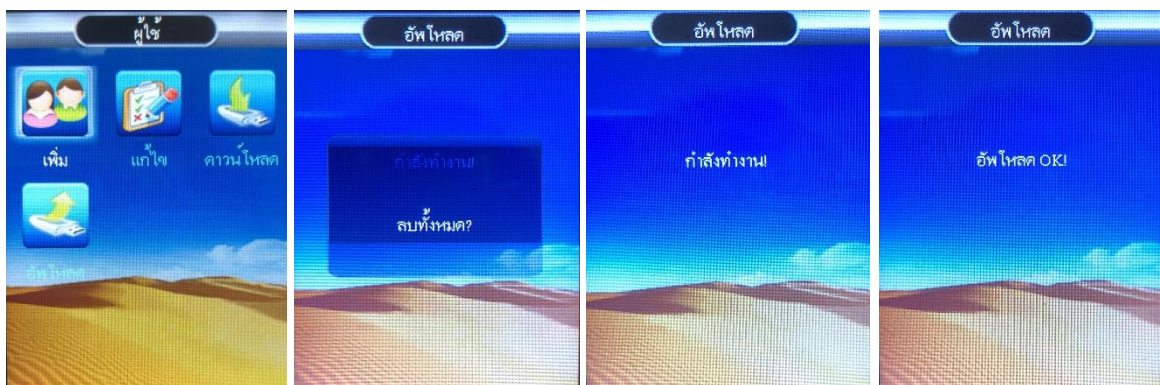 ผู้ใช้
เพิ่ม
แก้ไข
ดาวน์โหลด
อัพโหลด
อัพโหลด
กำลังทำงาน!
ลบทั้งหมด?
อัพโหลด
กำลังทำงาน!
อัพโหลด
อัพโหลด OK!